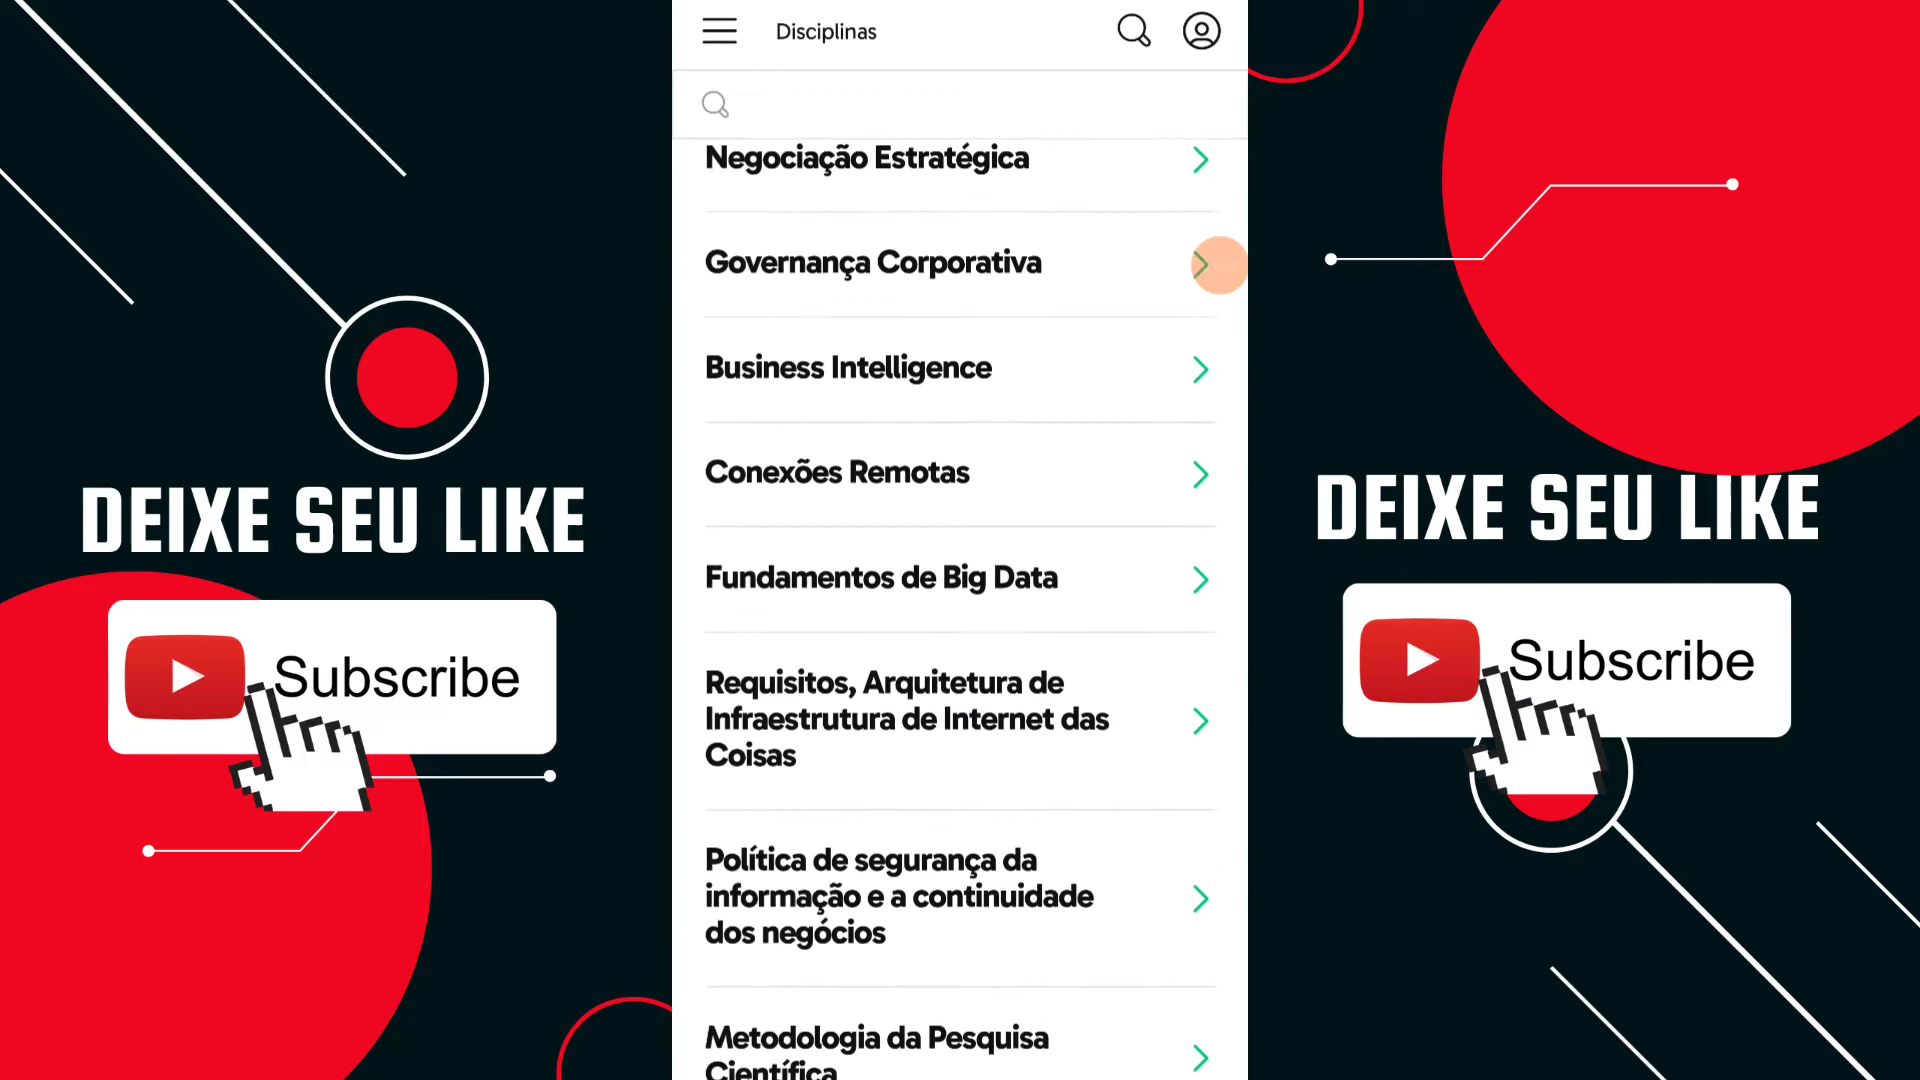 Disciplinas
Negociação Estratégica
Governança Corporativa
Business Intelligence
Conexões Remotas
Fundamentos de Big Data
Requisitos, Arquitetura de
Infraestrutura de Internet das
Coisas
Política de segurança da
informação e a continuidade
dos negócios
Metodologia da Pesquisa
Científica
DEIXE SEU LIKE
Subscribe
DEIXE SEU LIKE
Subscribe